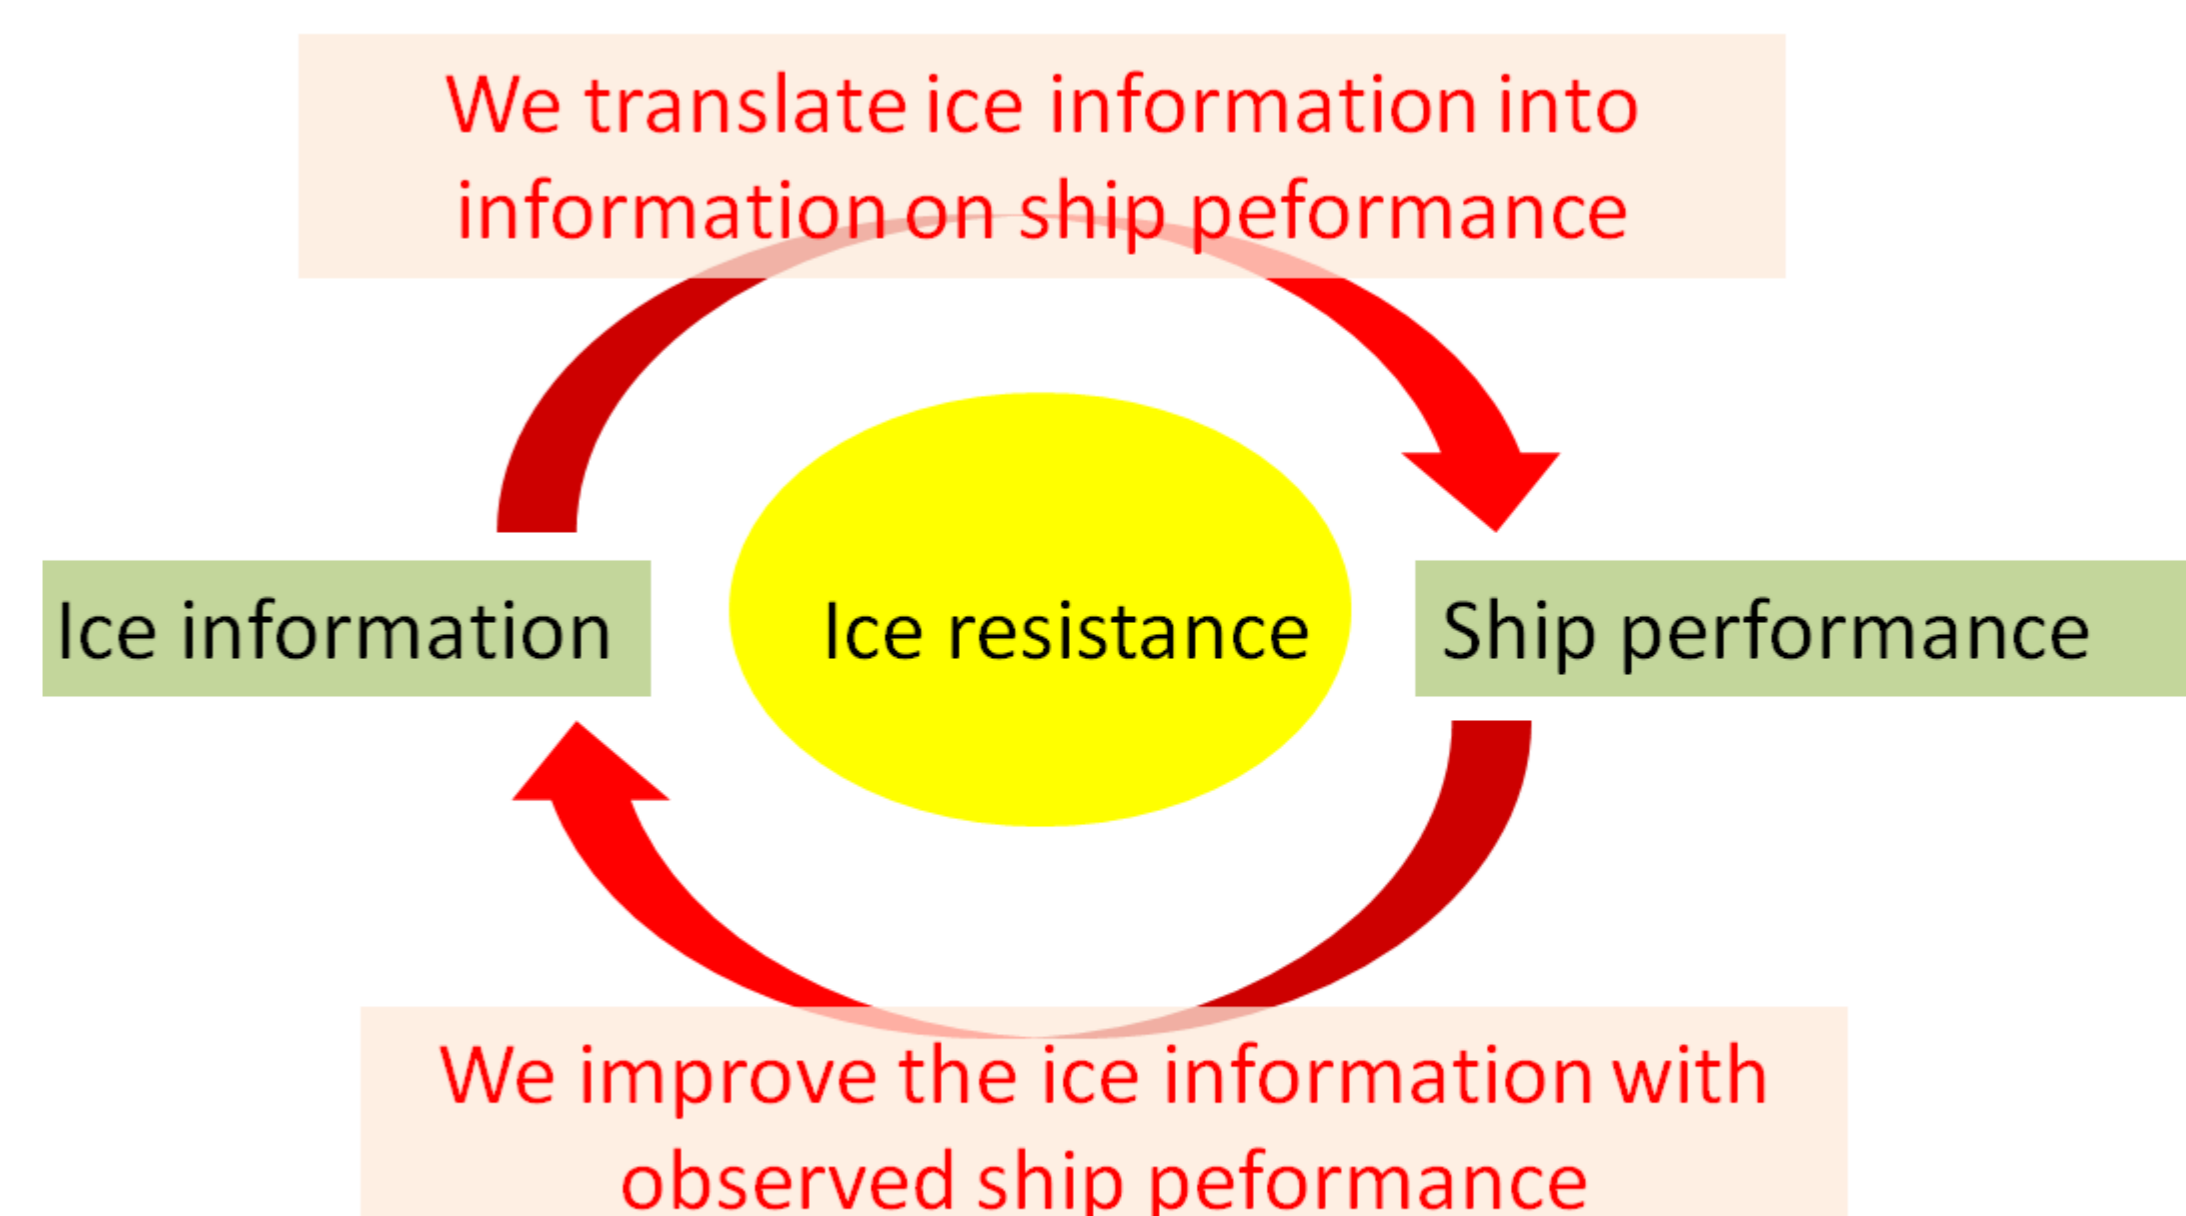 We translate ice information into
information on ship peformance
Ice information
Ice resistance
Ship performance
We improve the ice information with
observed ship peformance